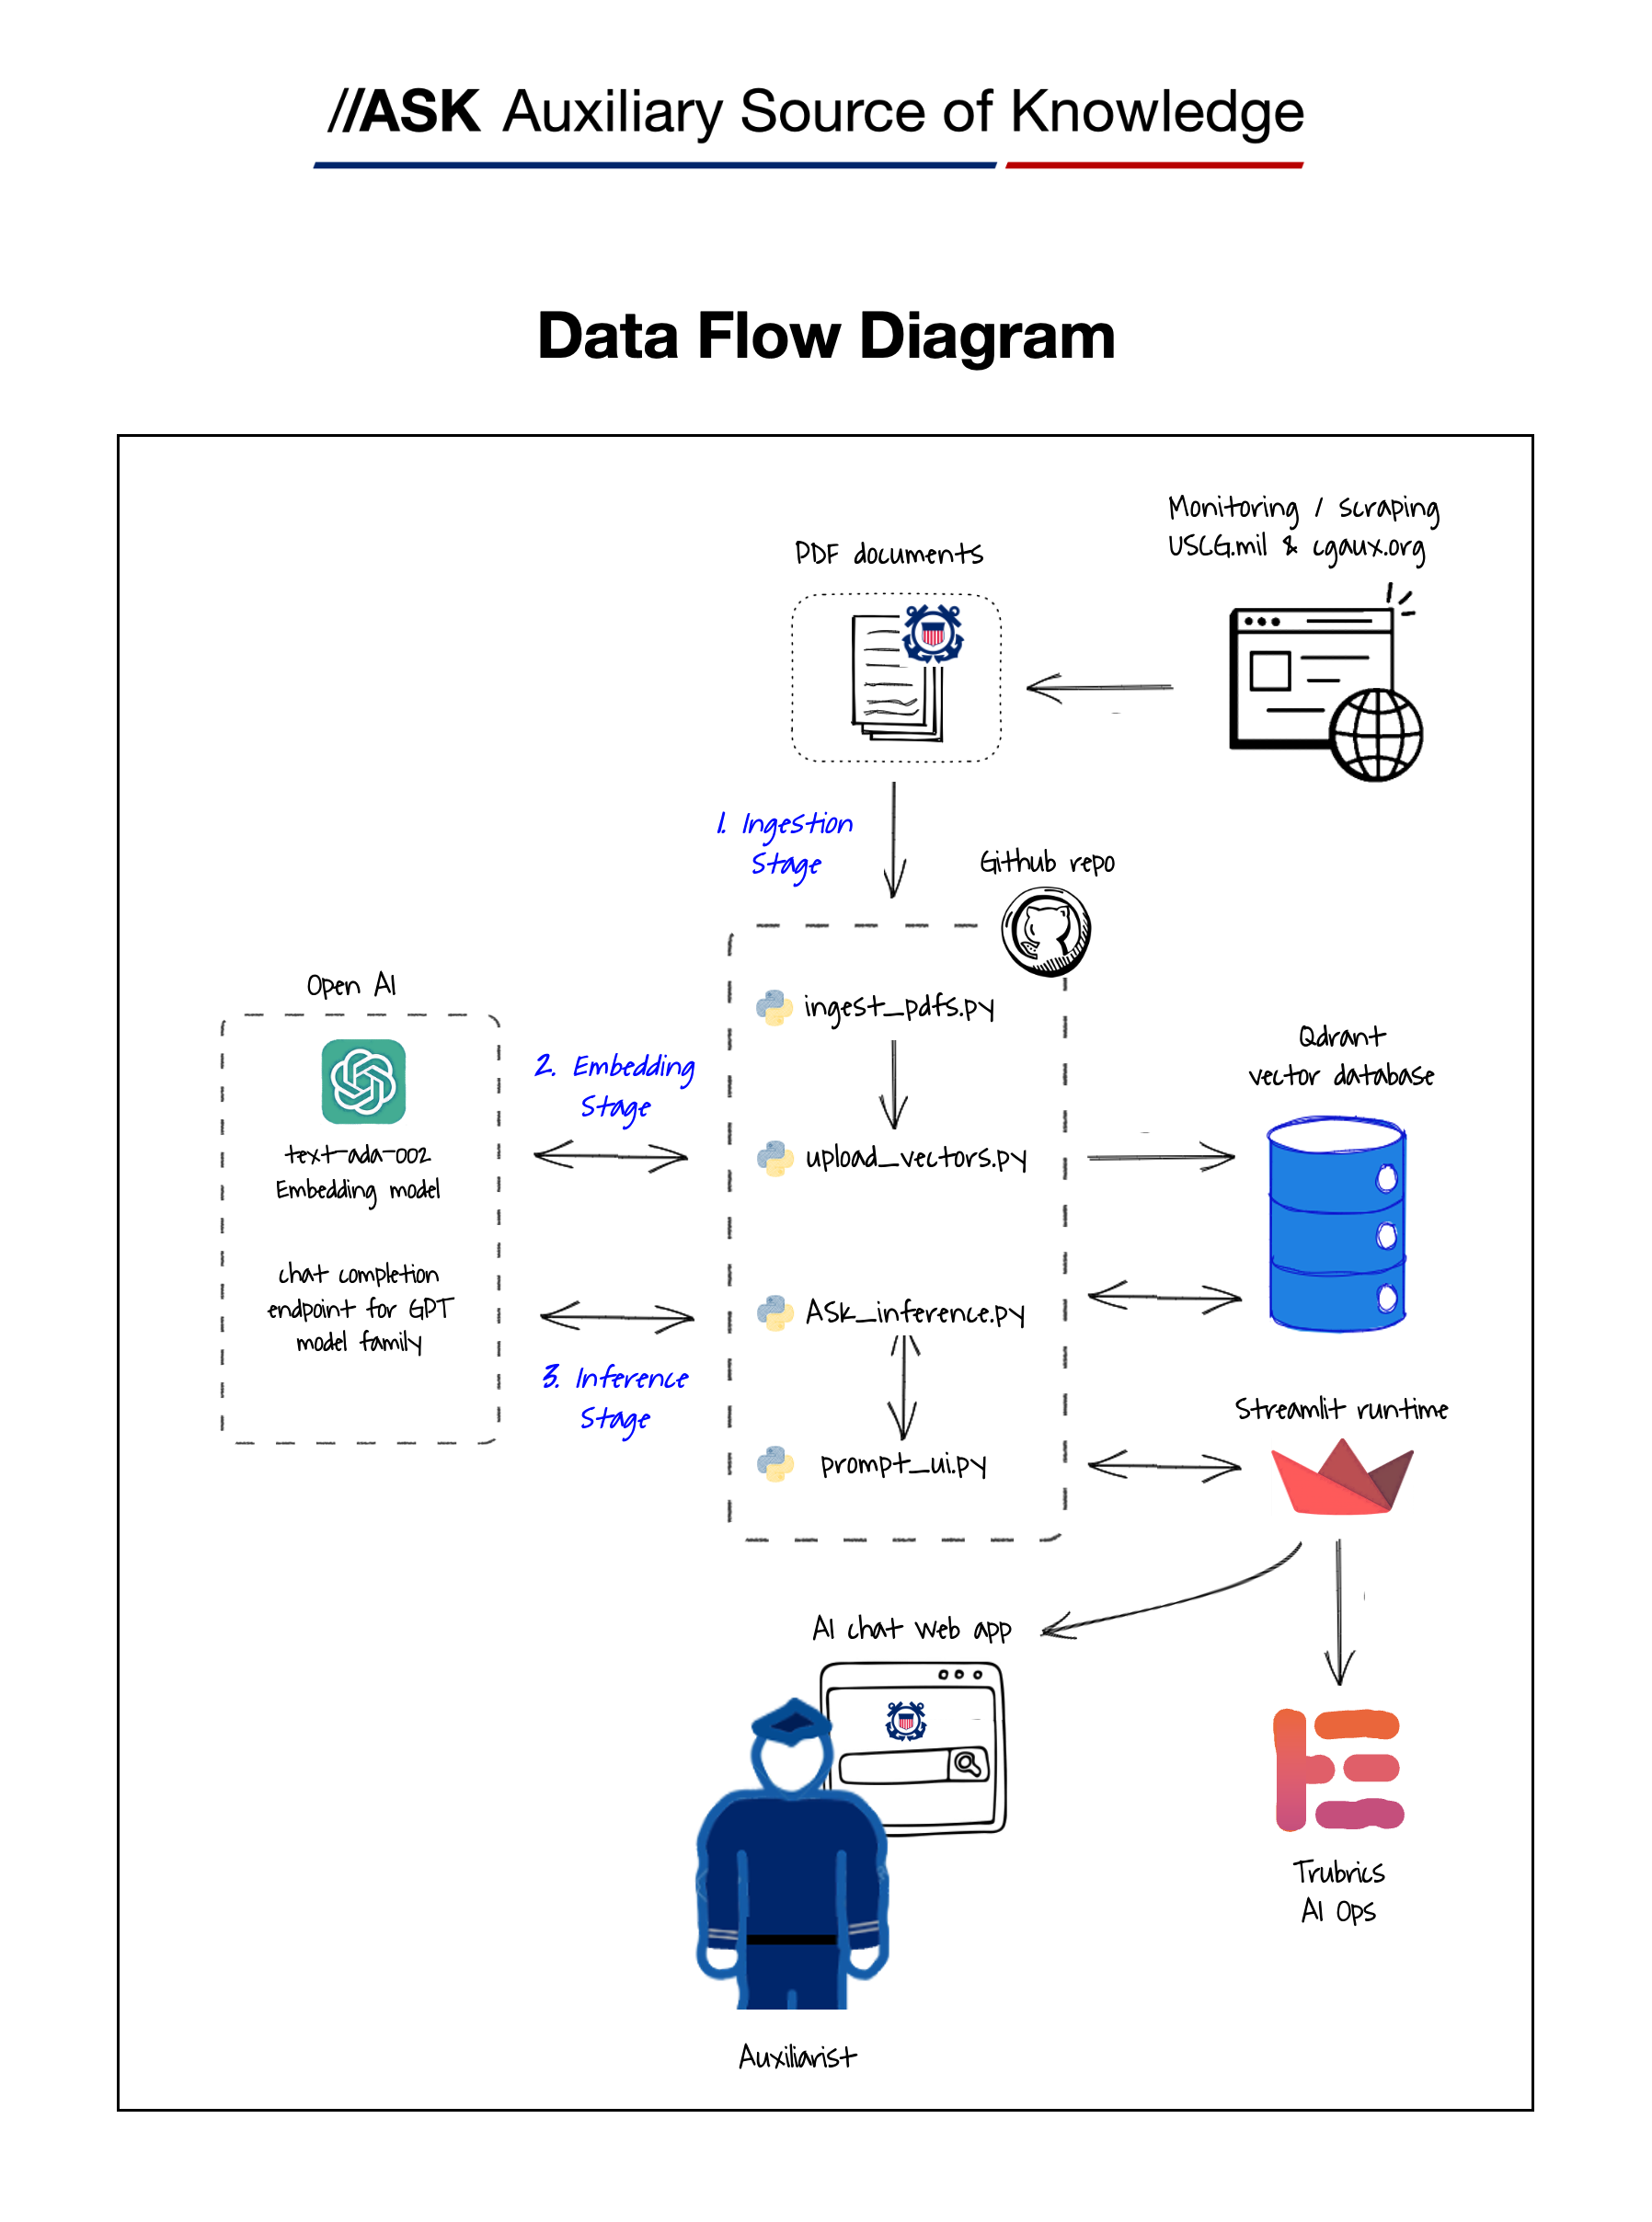 //ASK Auxiliary Source of Knowledge
Data Flow Diagram
Monitoring / scraping
USCG.mil & cgaux.org
PDF documents
1. Ingestion
Stage
Github repo
ingest_pdfs.py
Open AI
2. Embedding
Stage
text-ada-002
Embedding model
upload_vectors.py
Qdrant
vector database
chat completion
endpoint for GPT
model family
ASK_inference.py
3. Inference
Stage
prompt_ui.py
Streamlit runtime
AI chat web app
Trubrics
AI Ops
Auxiliarist